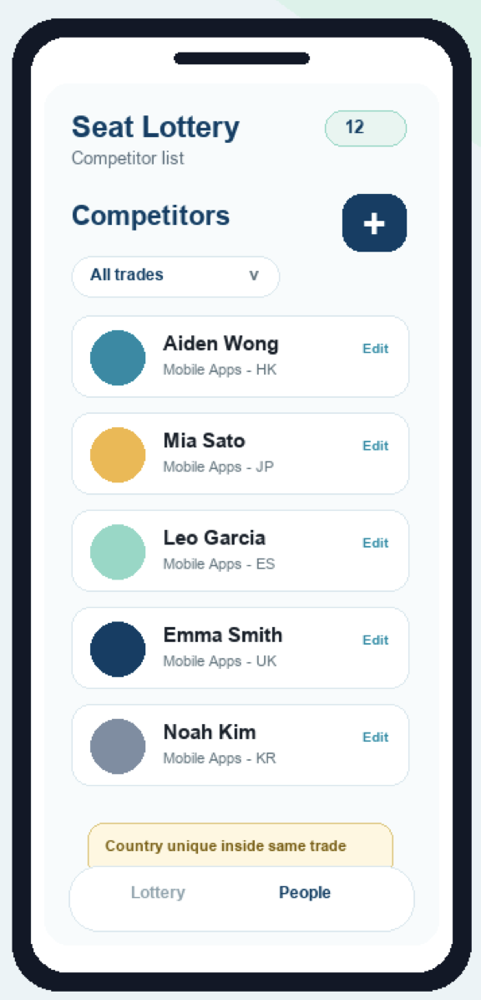 Seat Lottery
12
Competitor list
Competitors
+
All trades v
Aiden Wong
Edit
Mobile Apps - HK
Mia Sato
Edit
Mobile Apps - JP
Leo Garcia
Edit
Mobile Apps - ES
Emma Smith
Edit
Mobile Apps - UK
Noah Kim
Edit
Mobile Apps - KR
Country unique inside same trade
Lottery People